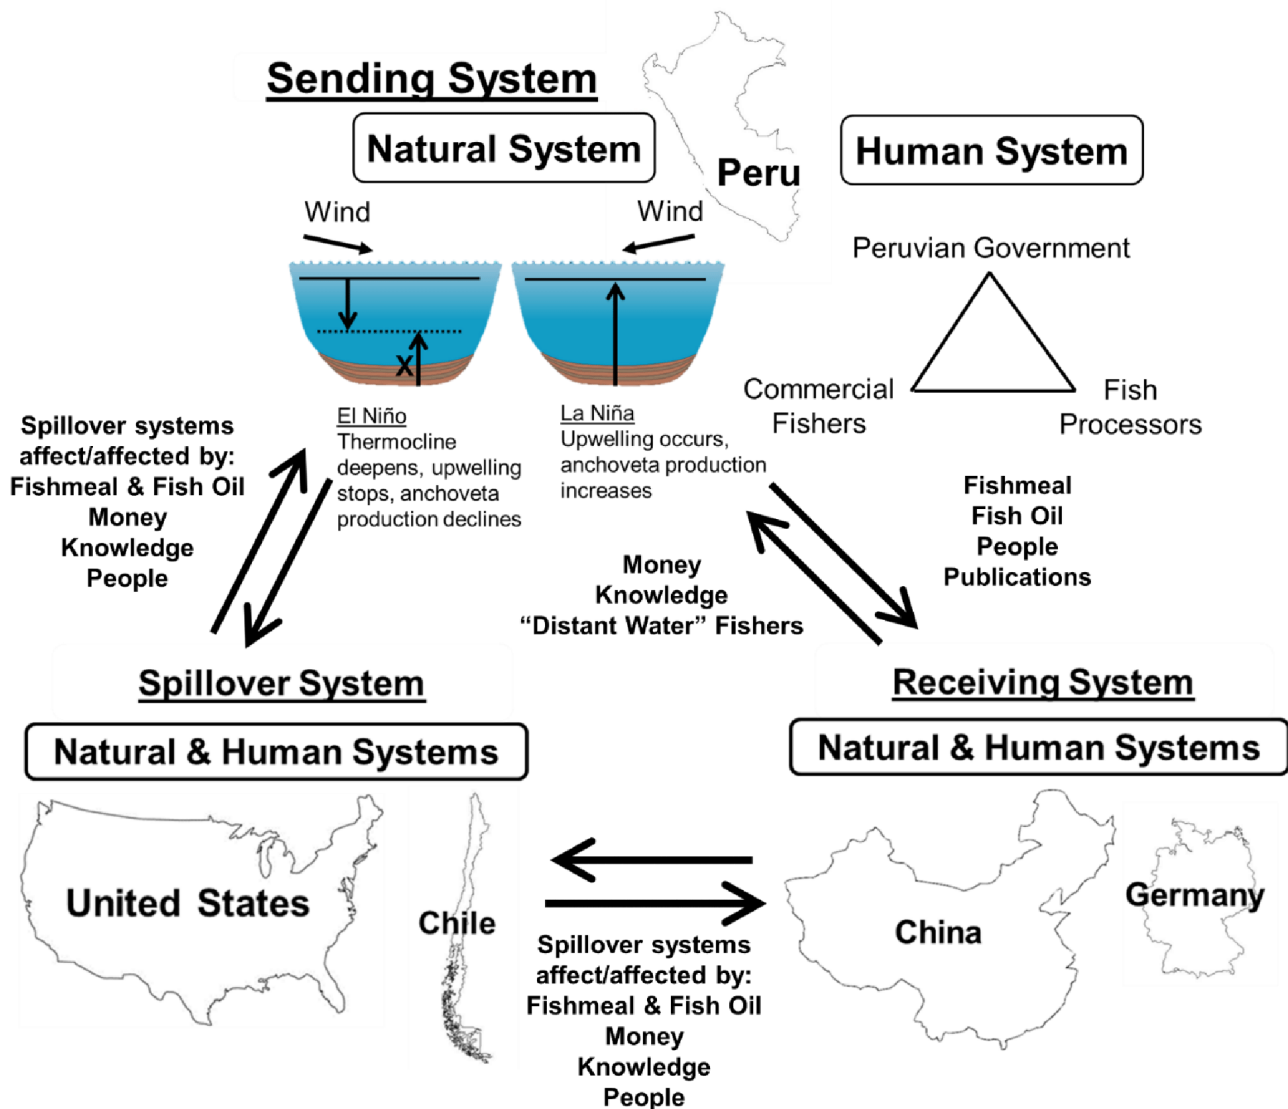 Sending System
Natural System
Peru
Human System
Wind
Wind
Peruvian Government
Commercial
Fishers
Fish
Processors
X
El Niño
Thermocline
deepens, upwelling
stops, anchoveta
production declines
La Niña
Upwelling occurs,
anchoveta production
increases
Spillover systems
affect/affected by:
Fishmeal & Fish Oil
Money
Knowledge
People
Money
Knowledge
“Distant Water” Fishers
Fishmeal
Fish Oil
People
Publications
Spillover System
Natural & Human Systems
United States
Chile
Receiving System
Natural & Human Systems
China
Germany
Spillover systems
affect/affected by:
Fishmeal & Fish Oil
Money
Knowledge
People